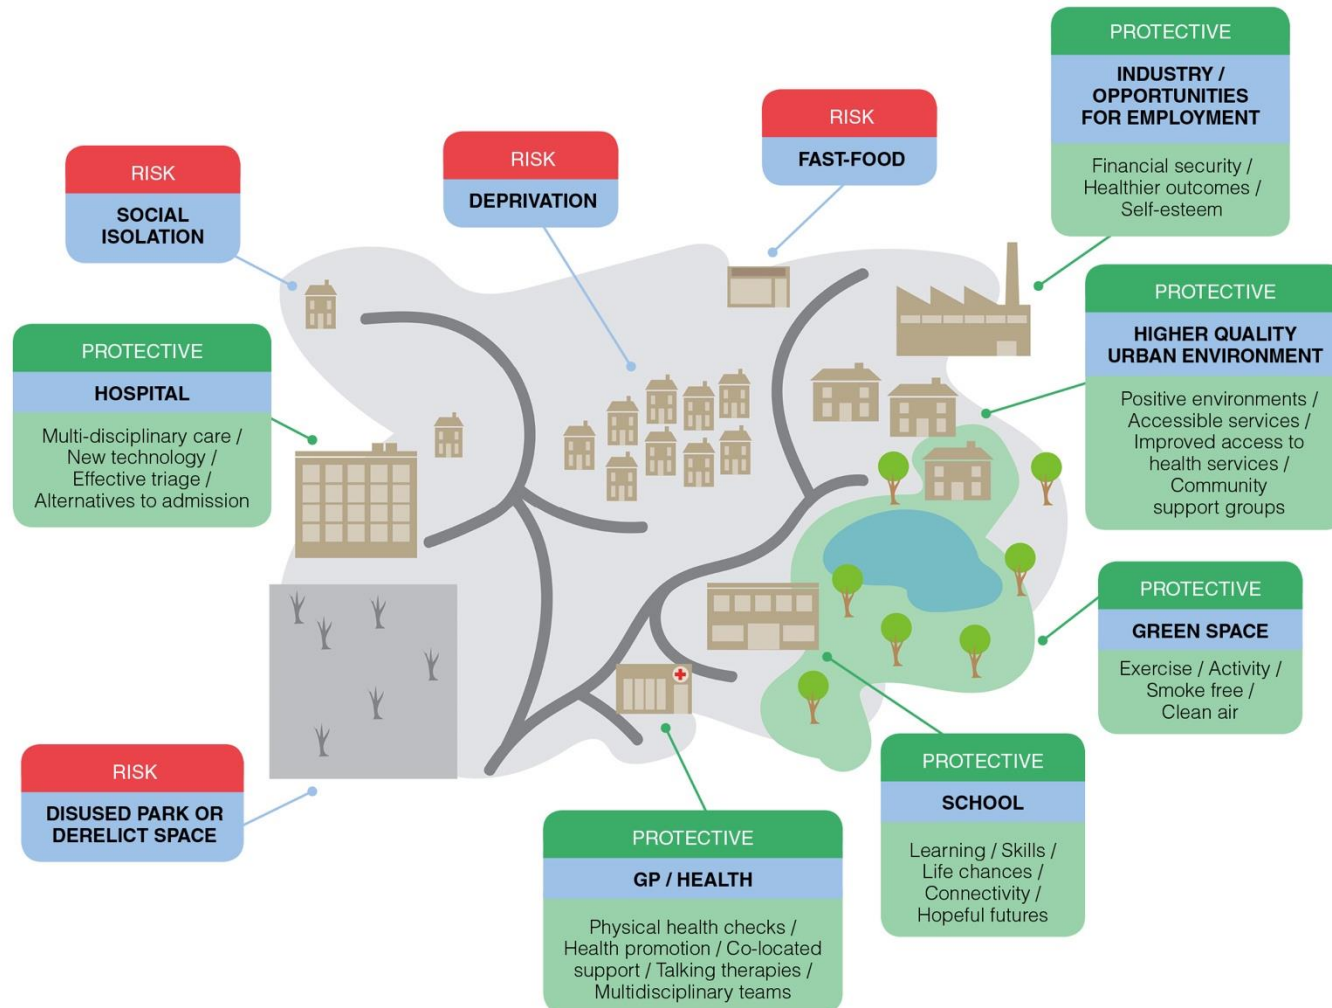 PROTECTIVE
INDUSTRY /
OPPORTUNITIES
FOR EMPLOYMENT
Financial security /
Healthier outcomes /
Self-esteem
RISK
FAST-FOOD
RISK
DEPRIVATION
RISK
SOCIAL
ISOLATION
PROTECTIVE
HIGHER QUALITY
URBAN ENVIRONMENT
Positive environments /
Accessible services /
Improved access to
health services /
Community
support groups
PROTECTIVE
HOSPITAL
Multi-disciplinary care /
New technology /
Effective triage /
Alternatives to admission
PROTECTIVE
GREEN SPACE
Exercise / Activity /
Smoke free /
Clean air
RISK
DISUSED PARK OR
DERELICT SPACE
PROTECTIVE
SCHOOL
Learning / Skills /
Life chances /
Connectivity /
Hopeful futures
PROTECTIVE
GP / HEALTH
Physical health checks /
Health promotion / Co-located
support / Talking therapies /
Multidisciplinary teams